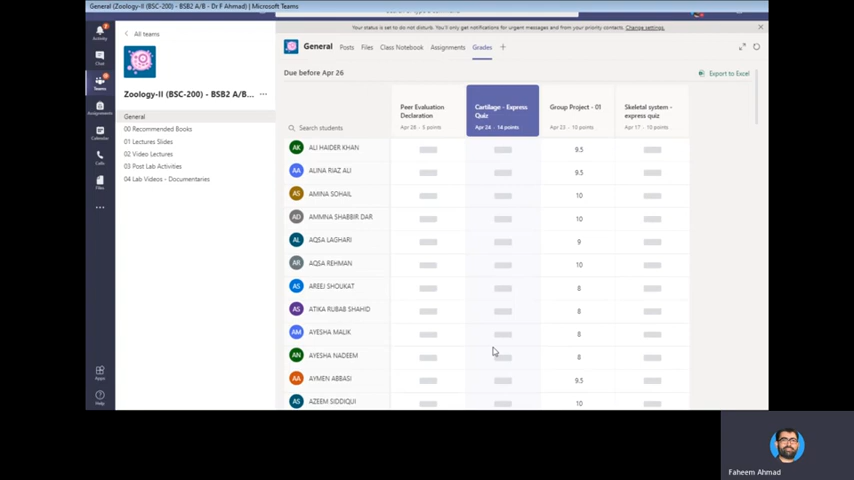 General (Zoology-II (BSC-200) - BSB2 A/B - Dr F Ahmad) | Microsoft Teams
Your status is set to do not disturb. You'll only get notifications for urgent messages and from your priority contacts. Change settings.
Activity
Chat
Teams
Assignments
Calendar
Calls
Files
Apps
Help
All teams
Zoology-II (BSC-200) - BSB2 A/B...
General
00 Recommended Books
01 Lectures Slides
02 Video Lectures
03 Post Lab Activities
04 Lab Videos - Documentaries
General Posts Files Class Notebook Assignments Grades
Due before Apr 26
Export to Excel
Search students
Peer Evaluation Declaration
Apr 26 - 5 points
Cartilage - Express Quiz
Apr 24 - 14 points
Group Project - 01
Apr 23 - 10 points
Skeletal system - express quiz
Apr 17 - 10 points
AK ALI HAIDER KHAN 9.5
AA ALINA RIAZ ALI 9.5
AS AMINA SOHAIL 10
AD AMMNA SHABBIR DAR 10
AL AQSA LAGHARI 9
AR AQSA REHMAN 10
AS AREEJ SHOUKAT 8
AS ATIKA RUBAB SHAHID 8
AM AYESHA MALIK 8
AN AYESHA NADEEM 8
AA AYMEN ABBASI 9.5
AS AZEEM SIDDIQUI 10
Faheem Ahmad